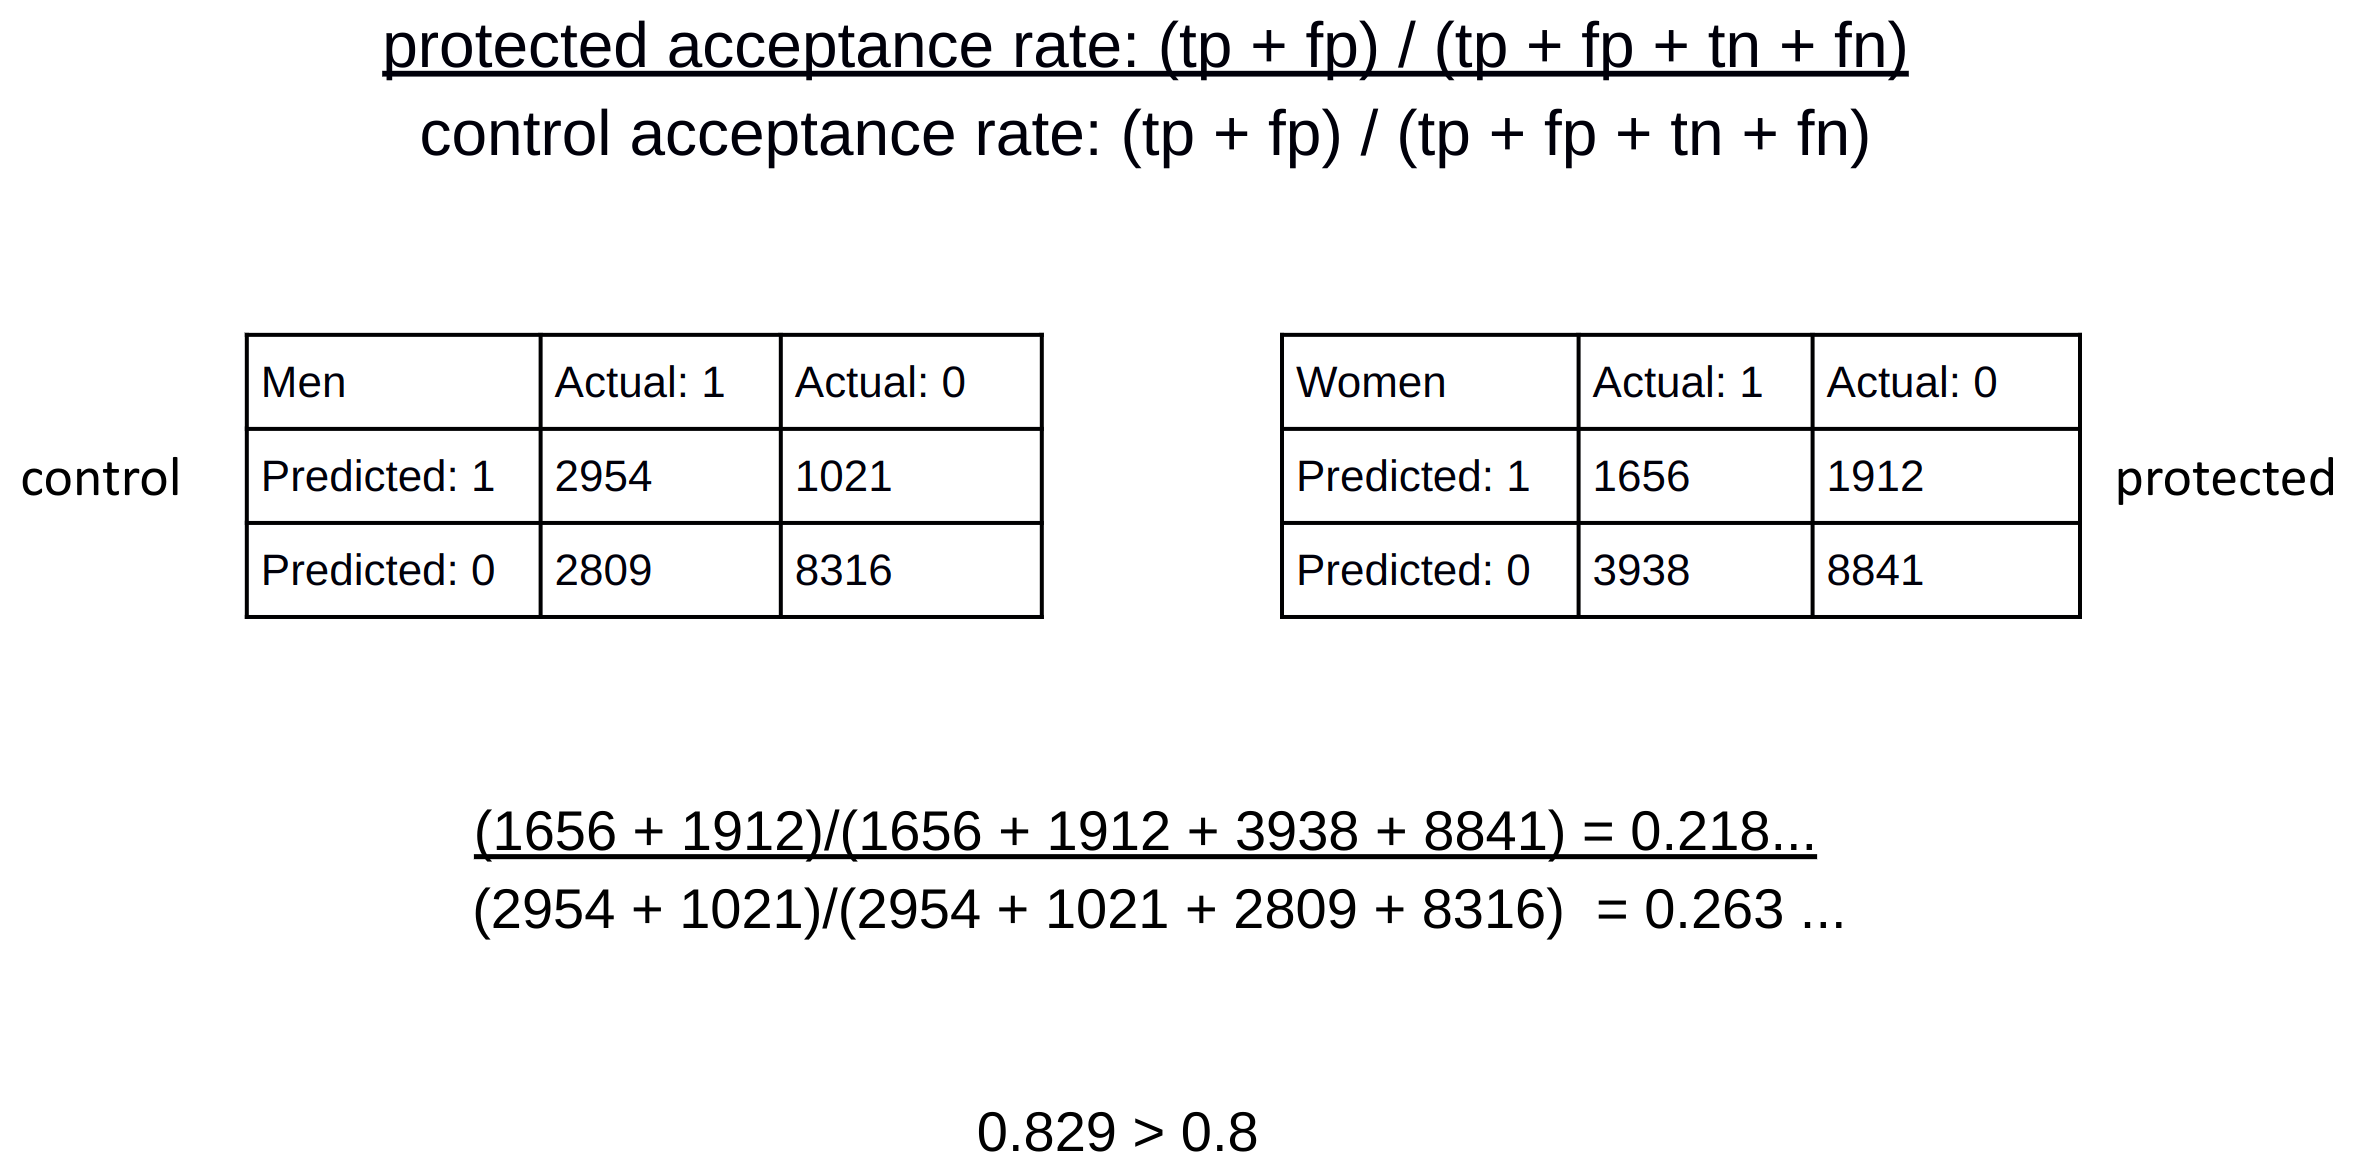 protected acceptance rate: (tp + fp) / (tp + fp + tn + fn)
control acceptance rate: (tp + fp) / (tp + fp + tn + fn)
control
Men Actual: 1 Actual: 0
Predicted: 1 2954 1021
Predicted: 0 2809 8316
Women Actual: 1 Actual: 0
Predicted: 1 1656 1912
Predicted: 0 3938 8841
protected
(1656 + 1912)/(1656 + 1912 + 3938 + 8841) = 0.218...
(2954 + 1021)/(2954 + 1021 + 2809 + 8316) = 0.263 ...
0.829 > 0.8